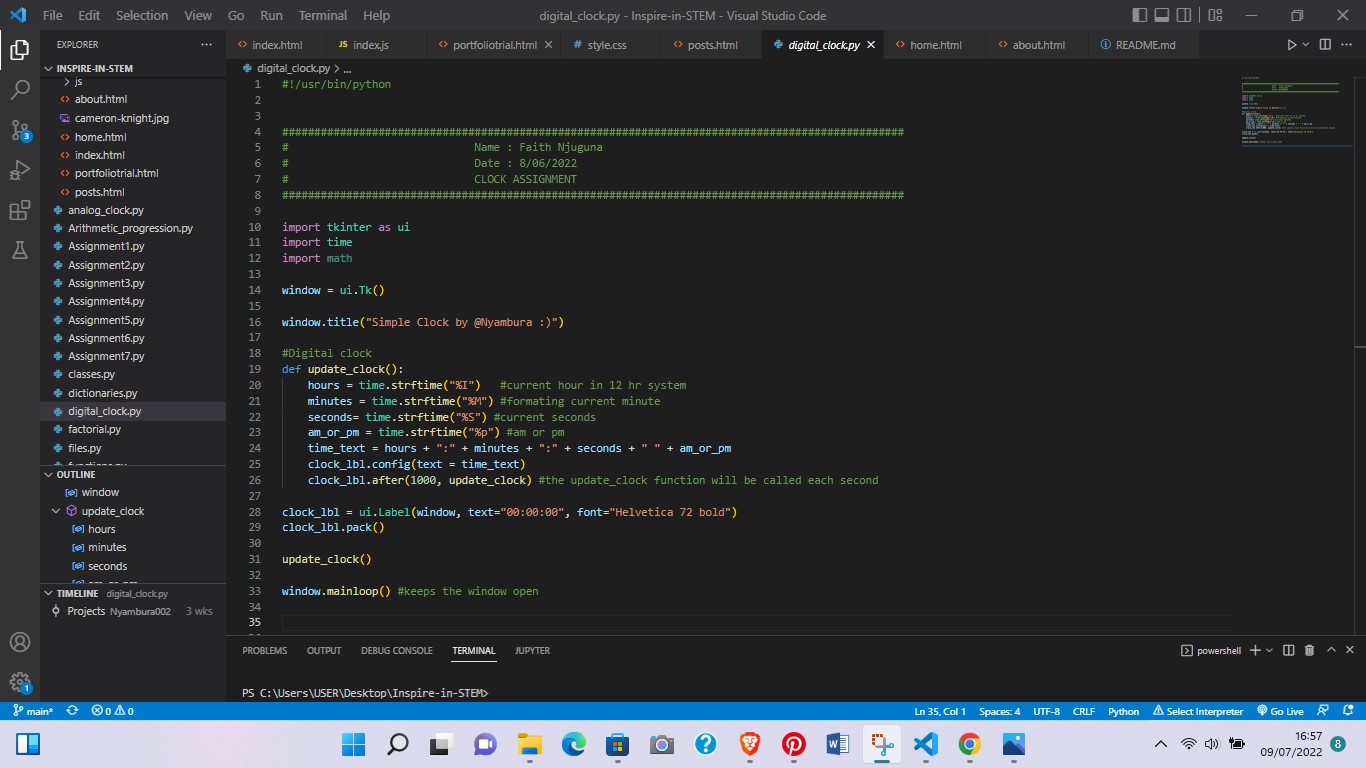 File Edit Selection View Go Run Terminal Help digital_clock.py - Inspire-in-STEM - Visual Studio Code
EXPLORER
INSPIRE-IN-STEM
js
about.html
cameron-knight.jpg
home.html
index.html
portfoliotrial.html
posts.html
analog_clock.py
Arithmetic_progression.py
Assignment1.py
Assignment2.py
Assignment3.py
Assignment4.py
Assignment5.py
Assignment6.py
Assignment7.py
classes.py
dictionaries.py
digital_clock.py
factorial.py
files.py
OUTLINE
window
update_clock
hours
minutes
seconds
TIMELINE digital_clock.py
Projects Nyambura002 3 wks
3
1
index.html JS index.js portfoliotrial.html # style.css posts.html digital_clock.py home.html about.html README.md
digital_clock.py > ...
1 #!/usr/bin/python
2
3
4 #################################################################################################
5 # Name : Faith Njuguna
6 # Date : 8/06/2022
7 # CLOCK ASSIGNMENT
8 #################################################################################################
9
10 import tkinter as ui
11 import time
12 import math
13
14 window = ui.Tk()
15
16 window.title("Simple Clock by @Nyambura :)")
17
18 #Digital clock
19 def update_clock():
20 hours = time.strftime("%I") #current hour in 12 hr system
21 minutes = time.strftime("%M") #formating current minute
22 seconds= time.strftime("%S") #current seconds
23 am_or_pm = time.strftime("%p") #am or pm
24 time_text = hours + ":" + minutes + ":" + seconds + " " + am_or_pm
25 clock_lbl.config(text = time_text)
26 clock_lbl.after(1000, update_clock) #the update_clock function will be called each second
27
28 clock_lbl = ui.Label(window, text="00:00:00", font="Helvetica 72 bold")
29 clock_lbl.pack()
30
31 update_clock()
32
33 window.mainloop() #keeps the window open
34
35
PROBLEMS OUTPUT DEBUG CONSOLE TERMINAL JUPYTER powershell
PS C:\Users\USER\Desktop\Inspire-in-STEM>
main* 0 0 Ln 35, Col 1 Spaces: 4 UTF-8 CRLF Python Select Interpreter Go Live
16:57
09/07/2022
8